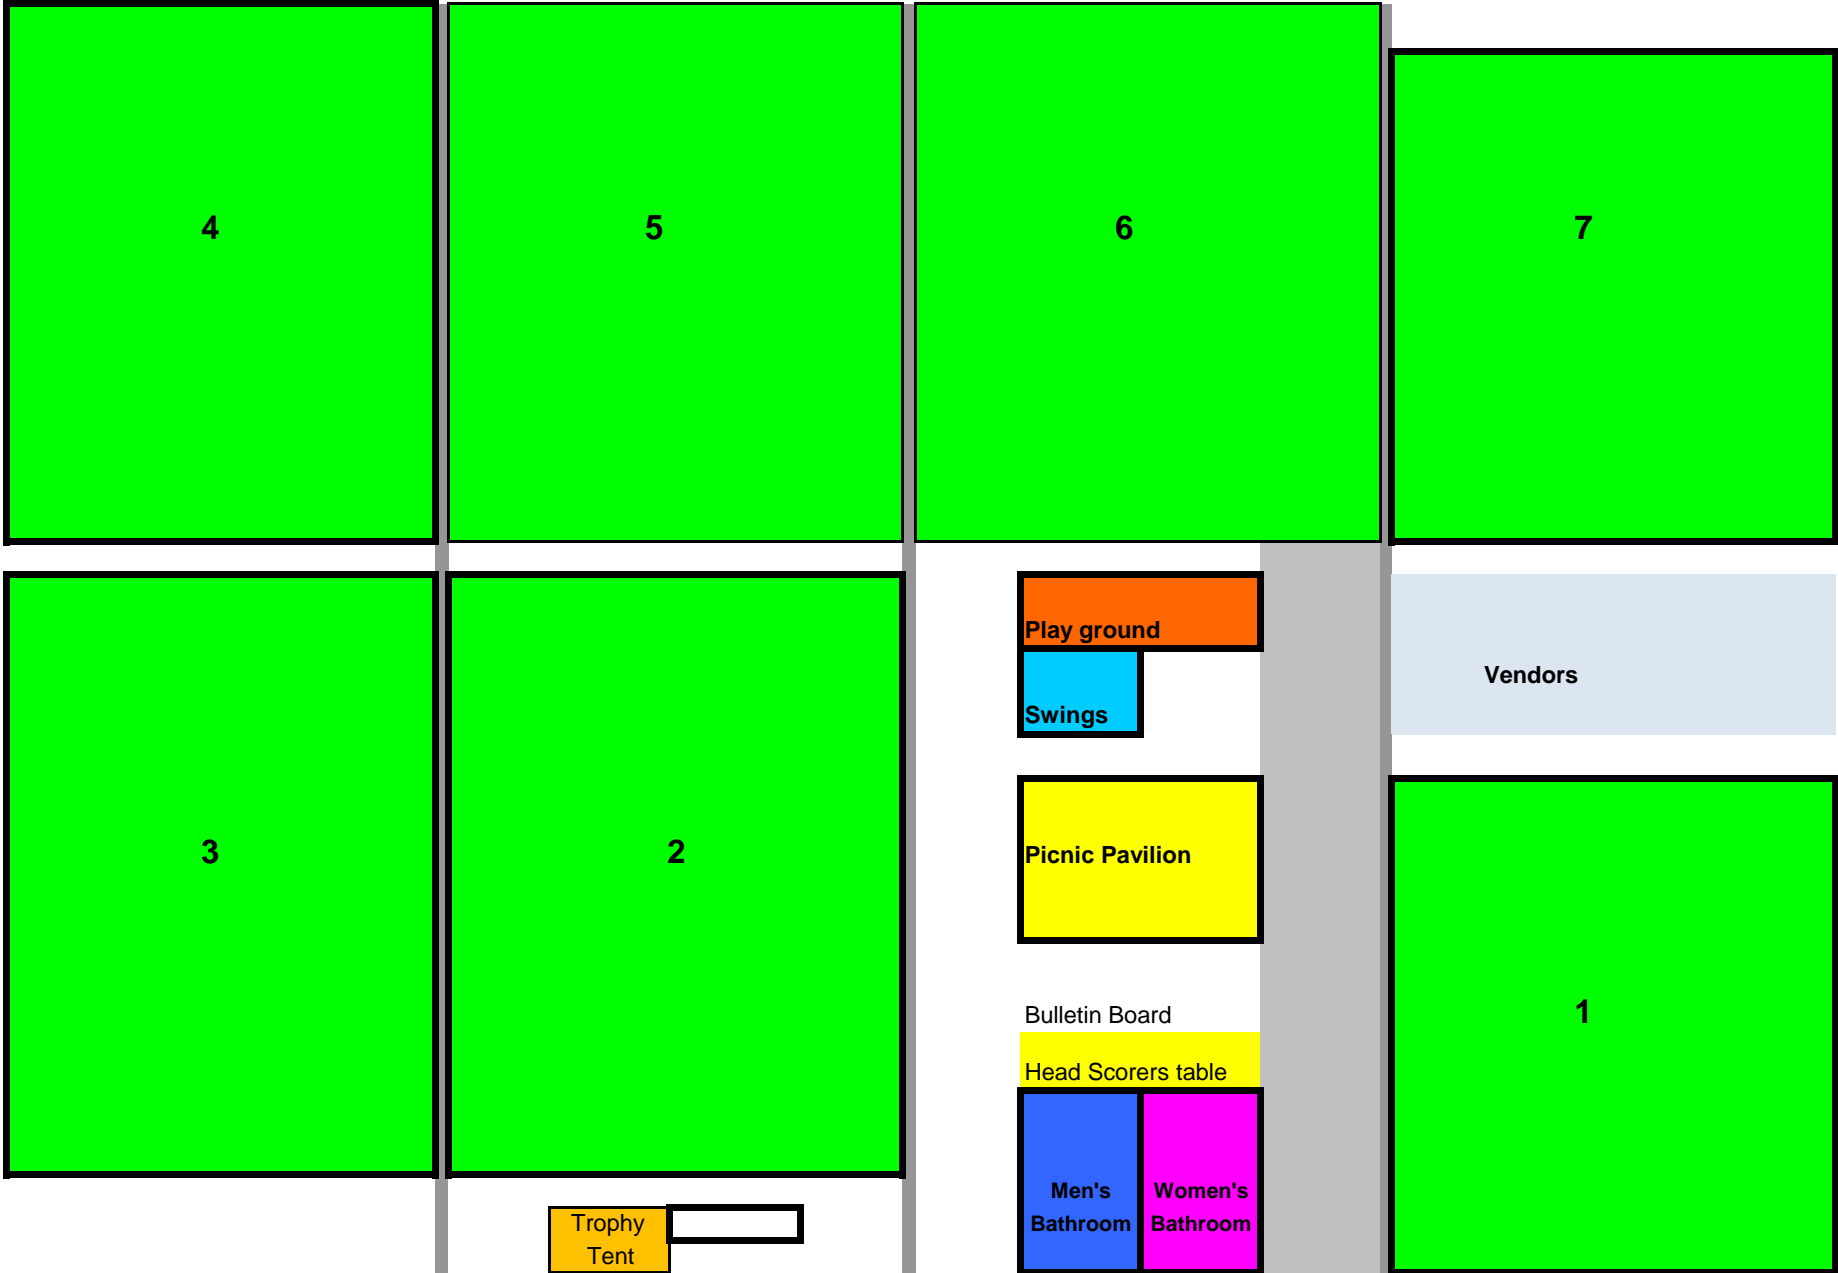 4
5
6
7
Play ground
Swings
Vendors
3
2
Picnic Pavilion
1
Bulletin Board
Head Scorers table
Men's
Bathroom
Women's
Bathroom
Trophy
Tent